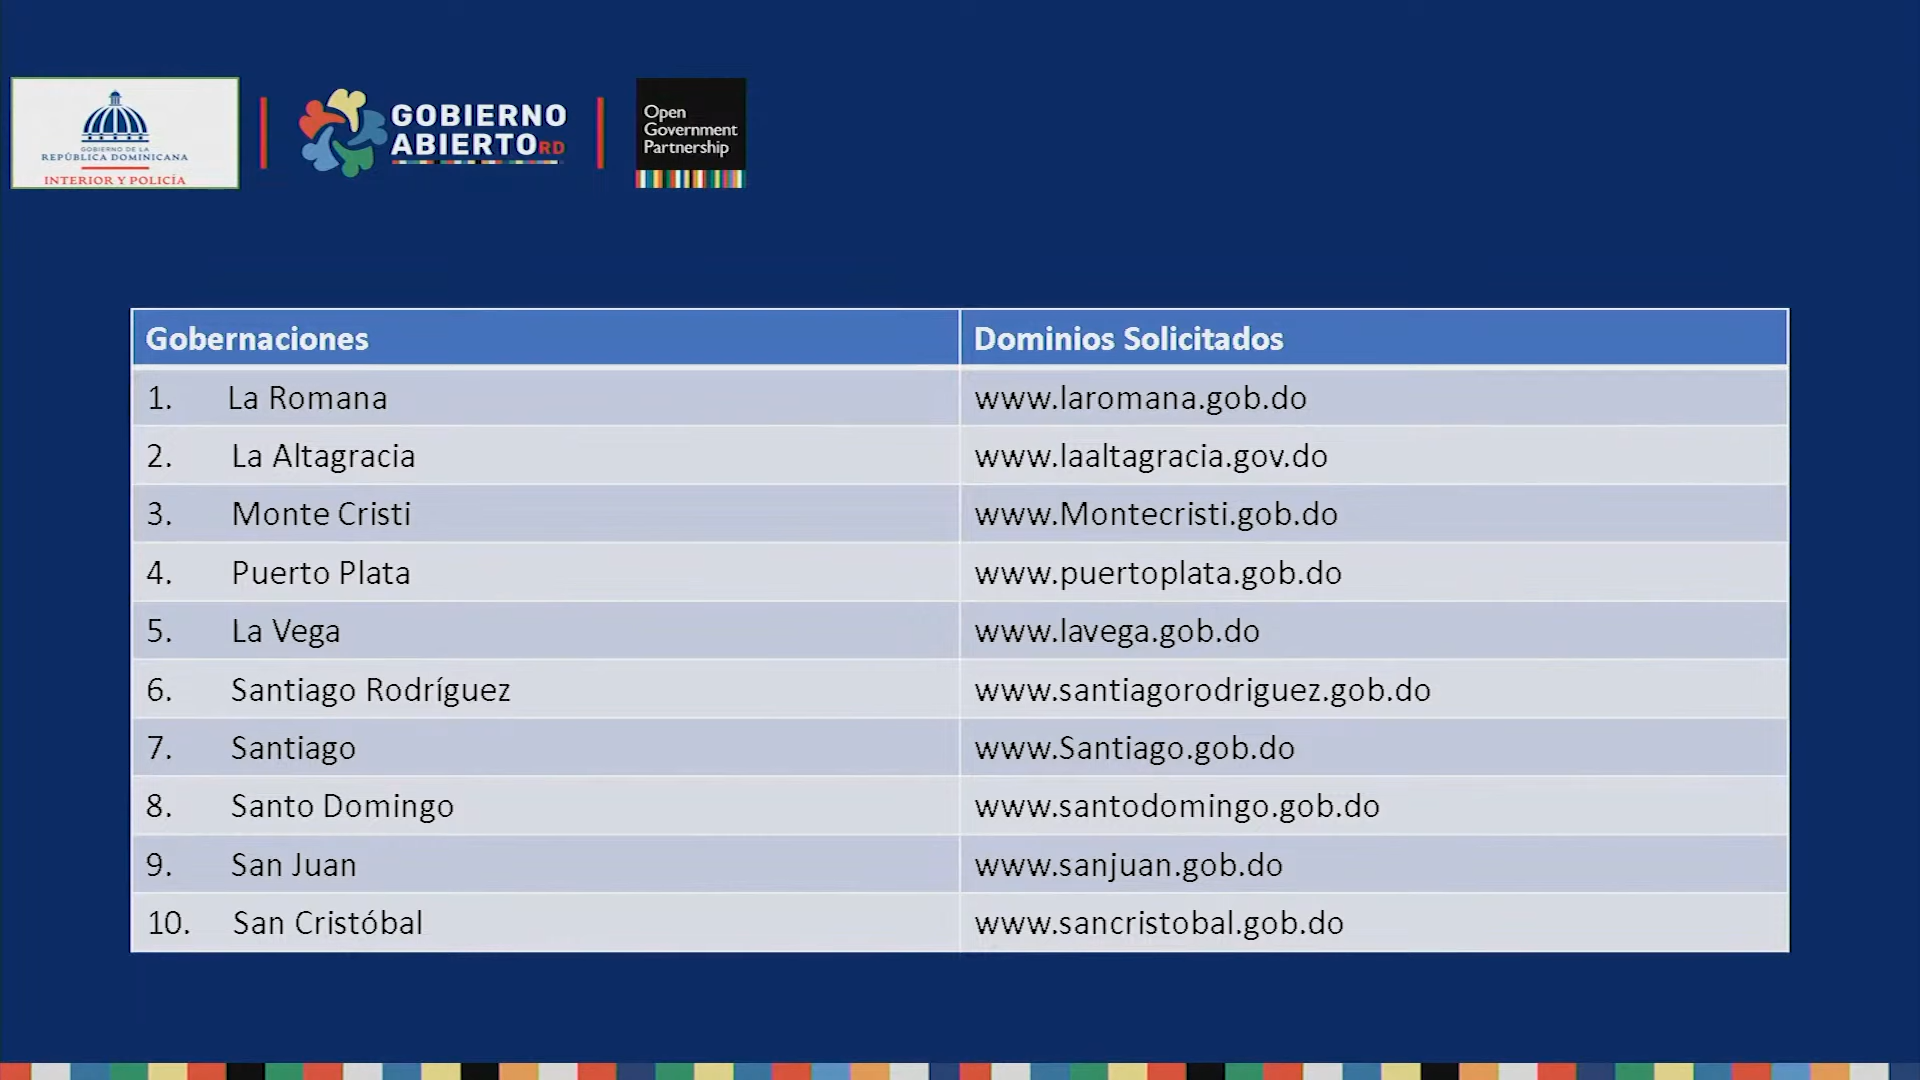 GOBIERNO DE LA
REPÚBLICA DOMINICANA
INTERIOR Y POLICÍA
GOBIERNO
ABIERTORD
Open
Government
Partnership
Gobernaciones Dominios Solicitados
1. La Romana www.laromana.gob.do
2. La Altagracia www.laaltagracia.gov.do
3. Monte Cristi www.Montecristi.gob.do
4. Puerto Plata www.puertoplata.gob.do
5. La Vega www.lavega.gob.do
6. Santiago Rodríguez www.santiagorodriguez.gob.do
7. Santiago www.Santiago.gob.do
8. Santo Domingo www.santodomingo.gob.do
9. San Juan www.sanjuan.gob.do
10. San Cristóbal www.sancristobal.gob.do